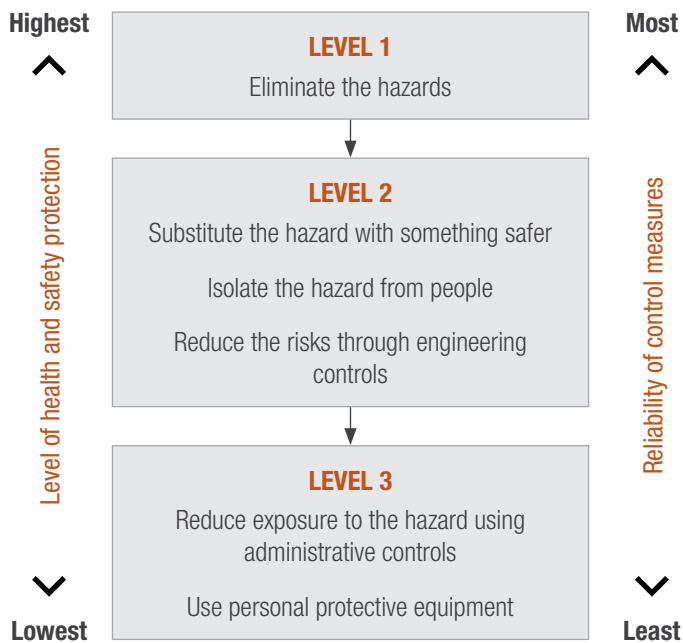 Highest
Most
LEVEL 1
Eliminate the hazards
Level of health and safety protection
Reliability of control measures
LEVEL 2
Substitute the hazard with something safer
Isolate the hazard from people
Reduce the risks through engineering
controls
LEVEL 3
Reduce exposure to the hazard using
administrative controls
Use personal protective equipment
Lowest
Least